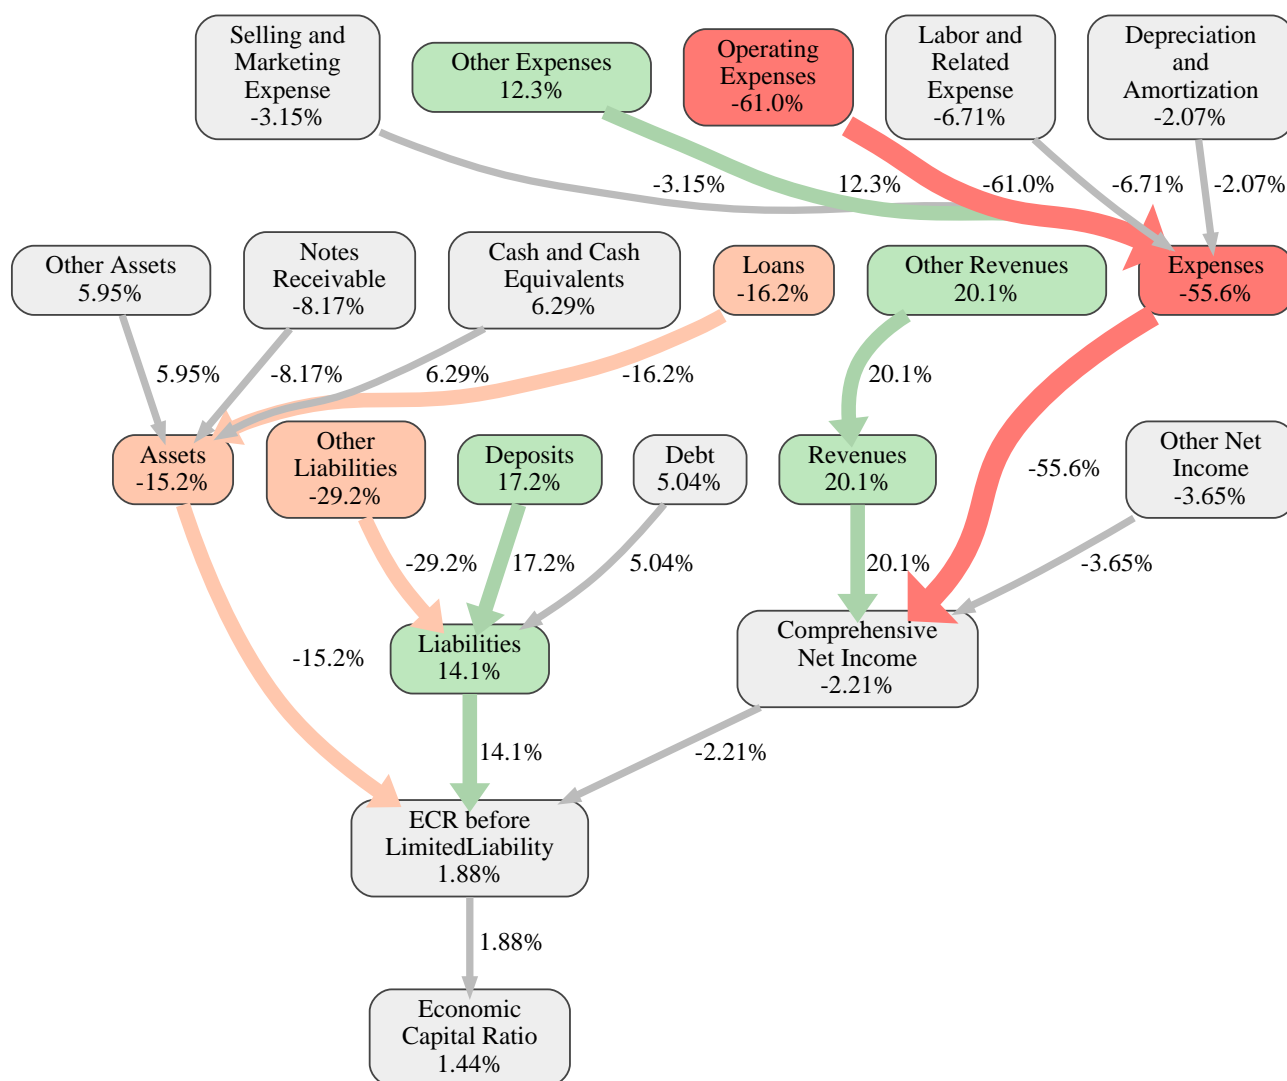 Selling and
Marketing
Expense
-3.15%
Other Expenses
12.3%
Operating
Expenses
-61.0%
Labor and
Related
Expense
-6.71%
Depreciation
and
Amortization
-2.07%
-3.15%
12.3%
-61.0%
-6.71%
-2.07%
Other Assets
5.95%
Notes
Receivable
-8.17%
Cash and Cash
Equivalents
6.29%
Loans
-16.2%
Other Revenues
20.1%
Expenses
-55.6%
5.95%
-8.17%
6.29%
-16.2%
20.1%
-55.6%
Assets
-15.2%
Other
Liabilities
-29.2%
Deposits
17.2%
Debt
5.04%
Revenues
20.1%
Other Net
Income
-3.65%
-29.2%
17.2%
5.04%
20.1%
-3.65%
-15.2%
Liabilities
14.1%
Comprehensive
Net Income
-2.21%
14.1%
-2.21%
ECR before
LimitedLiability
1.88%
1.88%
Economic
Capital Ratio
1.44%